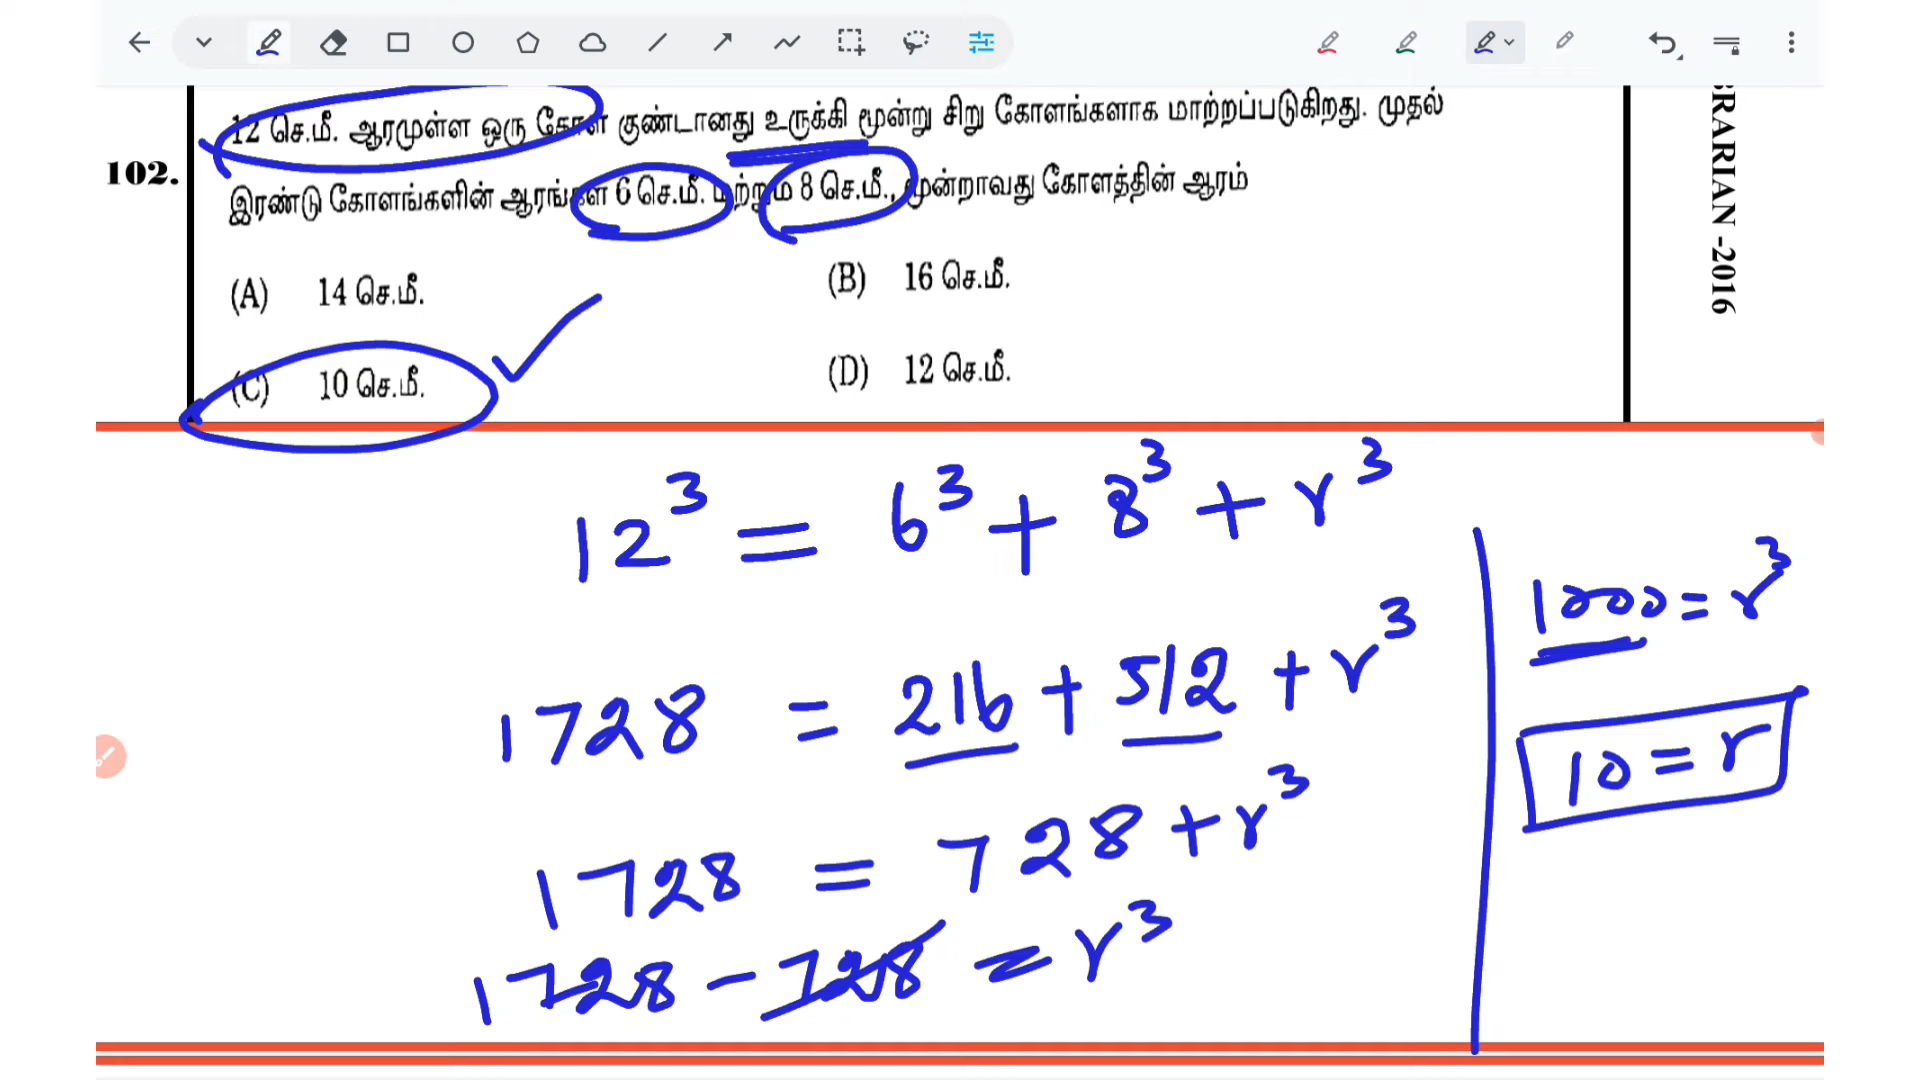 12 செ.மீ. ஆரமுள்ள ஒரு கோள குண்டானது உருக்கி மூன்று சிறு கோளங்களாக மாற்றப்படுகிறது. முதல்
102.
இரண்டு கோளங்களின் ஆரங்கள் 6 செ.மீ. மற்றும் 8 செ.மீ., மூன்றாவது கோளத்தின் ஆரம்
(A) 14 செ.மீ.
(B) 16 செ.மீ.
(C) 10 செ.மீ.
(D) 12 செ.மீ.
BRARIAN -2016
12³ = 6³ + 8³ + r³
1728 = 216 + 512 + r³
1728 = 728 + r³
1728 - 728 = r³
1000 = r³
10 = r